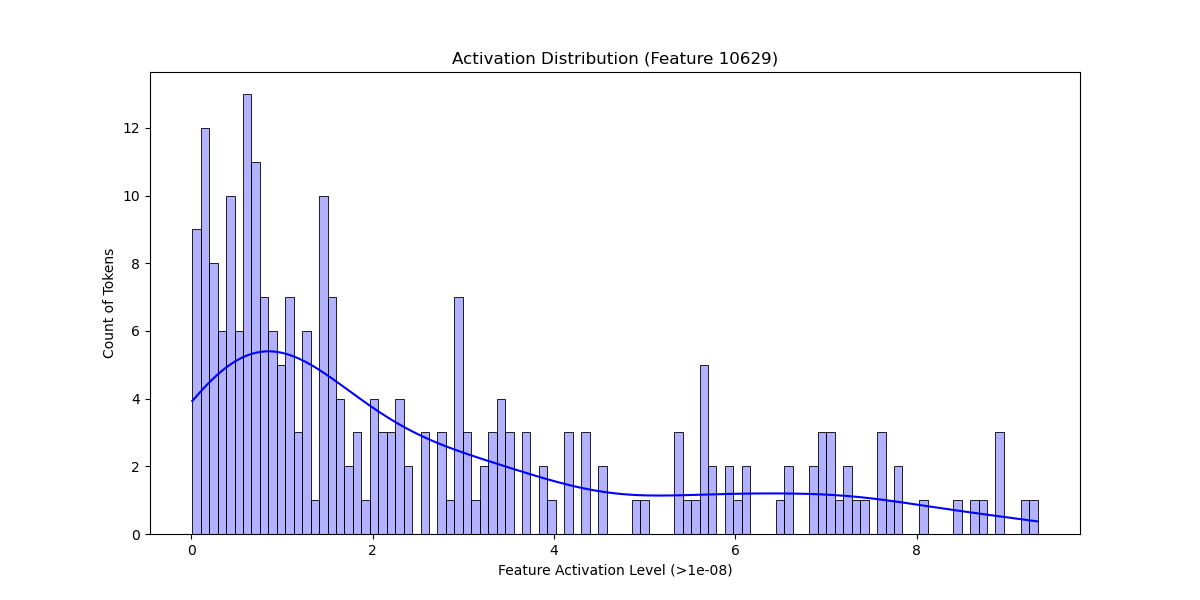 Activation Distribution (Feature 10629)
Count of Tokens
12
10
8
6
4
2
0
0 2 4 6 8
Feature Activation Level (>1e-08)